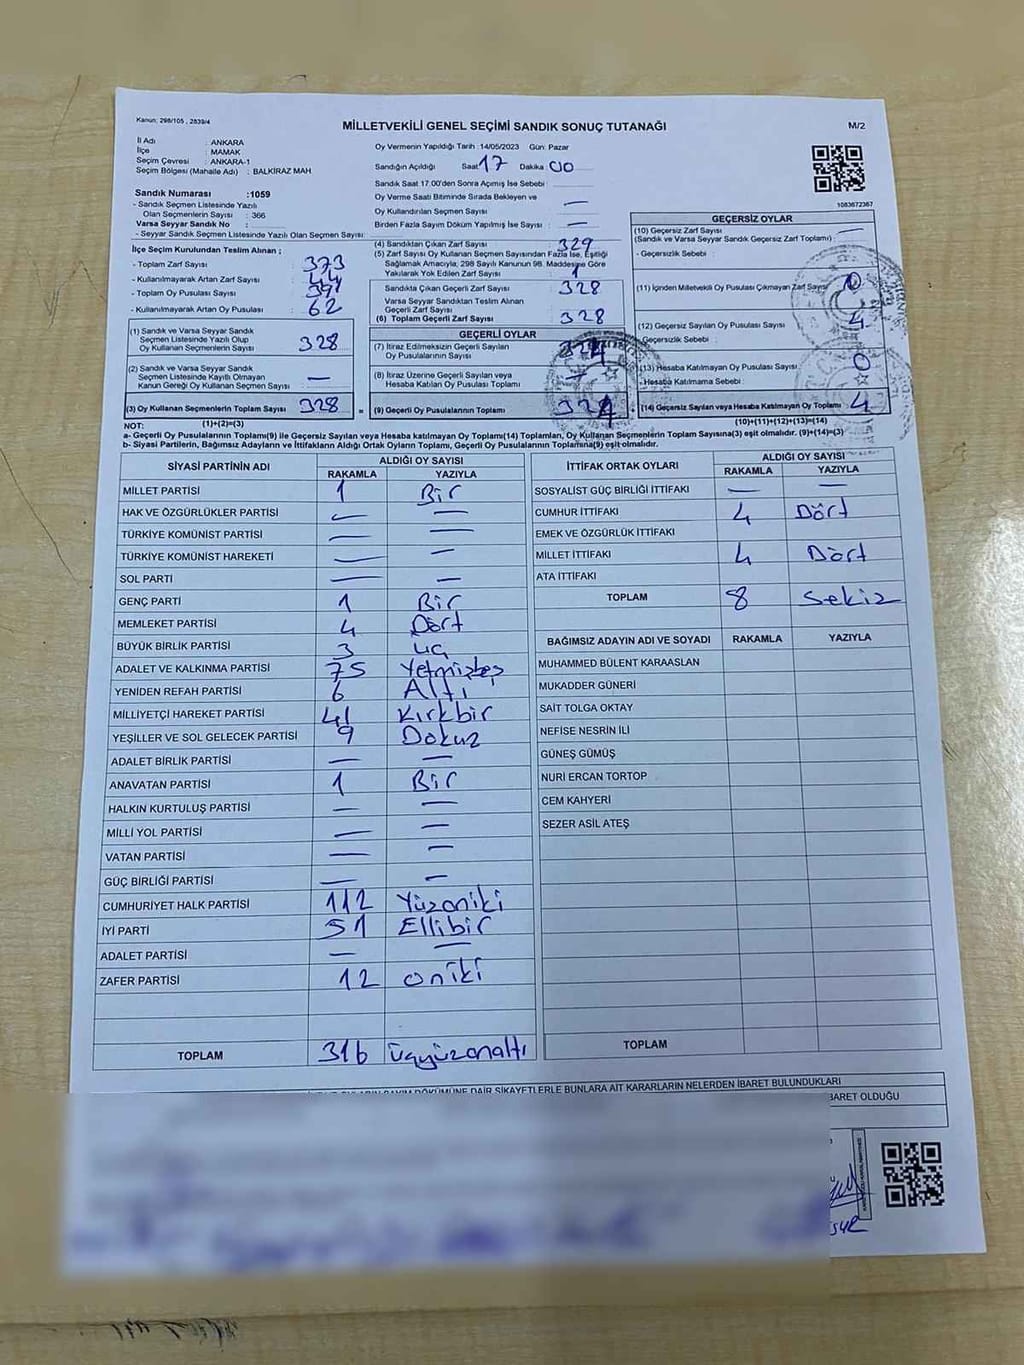 Kanun: 298/105 , 2839/4
MİLLETVEKİLİ GENEL SEÇİMİ SANDIK SONUÇ TUTANAĞI
M/2
İl Adı : ANKARA
İlçe : MAMAK
Seçim Çevresi : ANKARA-1
Seçim Bölgesi (Mahalle Adı) : BALKİRAZ MAH
Sandık Numarası :1059
- Sandık Seçmen Listesinde Yazılı
Olan Seçmenlerin Sayısı : 366
Varsa Seyyar Sandık No :
- Seyyar Sandık Seçmen Listesinde Yazılı Olan Seçmen Sayısı:
Oy Vermenin Yapıldığı Tarih :14/05/2023 Gün: Pazar
Sandığın Açıldığı Saat 17 Dakika 00
Sandık Saat 17:00'den Sonra Açılmış İse Sebebi :
Oy Verme Saati Bitiminde Sırada Bekleyen ve
Oy Kullandırılan Seçmen Sayısı —
Birden Fazla Sayım Döküm Yapılmış İse Sayısı : —
1083672367
İlçe Seçim Kurulundan Teslim Alınan ;
- Toplam Zarf Sayısı : 373
- Kullanılmayarak Artan Zarf Sayısı : 44
- Toplam Oy Pusulası Sayısı : 391
- Kullanılmayarak Artan Oy Pusulası : 62
(1) Sandık ve Varsa Seyyar Sandık
Seçmen Listesinde Yazılı Olup
Oy Kullanan Seçmenlerin Sayısı : 328
(2) Sandık ve Varsa Seyyar Sandık
Seçmen Listesinde Kayıtlı Olmayan
Kanun Gereği Oy Kullanan Seçmen Sayısı : —
(3) Oy Kullanan Seçmenlerin Toplam Sayısı : 328
(4) Sandıktan Çıkan Zarf Sayısı : 329
(5) Zarf Sayısı Oy Kullanan Seçmen Sayısından Fazla İse, Eşitliği
Sağlamak Amacıyla; 298 Sayılı Kanunun 98. Maddesine Göre
Yakılarak Yok Edilen Zarf Sayısı : 1
Sandıkta Çıkan Geçerli Zarf Sayısı : 328
Varsa Seyyar Sandıktan Teslim Alınan
Geçerli Zarf Sayısı :
(6) Toplam Geçerli Zarf Sayısı : 328
GEÇERLİ OYLAR
(7) İtiraz Edilmeksizin Geçerli Sayılan
Oy Pusulalarının Sayısı : 324
(8) İtiraz Üzerine Geçerli Sayılan veya
Hesaba Katılan Oy Pusulası Toplamı : —
= (9) Geçerli Oy Pusulalarının Toplamı : 324
GEÇERSİZ OYLAR
(10) Geçersiz Zarf Sayısı —
(Sandık ve Varsa Seyyar Sandık Geçersiz Zarf Toplamı) :
- Geçersizlik Sebebi :
(11) İçinden Milletvekili Oy Pusulası Çıkmayan Zarf Sayısı : 0
(12) Geçersiz Sayılan Oy Pusulası Sayısı : 4
Geçersizlik Sebebi :
(13) Hesaba Katılmayan Oy Pusulası Sayısı : 0
- Hesaba Katılmama Sebebi :
(14) Geçersiz Sayılan veya Hesaba Katılmayan Oy Toplamı : 4
NOT: (1)+(2)=(3) (10)+(11)+(12)+(13)=(14)
a- Geçerli Oy Pusulalarının Toplamı(9) ile Geçersiz Sayılan veya Hesaba katılmayan Oy Toplamı(14) Toplamları, Oy Kullanan Seçmenlerin Toplam Sayısına(3) eşit olmalıdır. (9)+(14)=(3)
b- Siyasi Partilerin, Bağımsız Adayların ve İttifakların Aldığı Ortak Oyların Toplamı, Geçerli Oy Pusulalarının Toplamına(9) eşit olmalıdır.
SİYASİ PARTİNİN ADI ALDIĞI OY SAYISI
RAKAMLA YAZIYLA
MİLLET PARTİSİ 1 Bir
HAK VE ÖZGÜRLÜKLER PARTİSİ — —
TÜRKİYE KOMÜNİST PARTİSİ — —
TÜRKİYE KOMÜNİST HAREKETİ — —
SOL PARTİ — —
GENÇ PARTİ 1 Bir
MEMLEKET PARTİSİ 4 Dört
BÜYÜK BİRLİK PARTİSİ 3 üç
ADALET VE KALKINMA PARTİSİ 75 Yetmişbeş
YENİDEN REFAH PARTİSİ 6 Altı
MİLLİYETÇİ HAREKET PARTİSİ 41 Kırkbir
YEŞİLLER VE SOL GELECEK PARTİSİ 9 Dokuz
ADALET BİRLİK PARTİSİ — —
ANAVATAN PARTİSİ 1 Bir
HALKIN KURTULUŞ PARTİSİ — —
MİLLİ YOL PARTİSİ — —
VATAN PARTİSİ — —
GÜÇ BİRLİĞİ PARTİSİ — —
CUMHURİYET HALK PARTİSİ 112 Yüzoniki
İYİ PARTİ 51 Ellibir
ADALET PARTİSİ — —
ZAFER PARTİSİ 12 oniki
TOPLAM 316 üçyüzonaltı
İTTİFAK ORTAK OYLARI ALDIĞI OY SAYISI
RAKAMLA YAZIYLA
SOSYALİST GÜÇ BİRLİĞİ İTTİFAKI — —
CUMHUR İTTİFAKI 4 Dört
EMEK VE ÖZGÜRLÜK İTTİFAKI
MİLLET İTTİFAKI 4 Dört
ATA İTTİFAKI
TOPLAM 8 Sekiz
BAĞIMSIZ ADAYIN ADI VE SOYADI RAKAMLA YAZIYLA
MUHAMMED BÜLENT KARAASLAN
MUKADDER GÜNERİ
SAİT TOLGA OKTAY
NEFİSE NESRİN İLİ
GÜNEŞ GÜMÜŞ
NURİ ERCAN TORTOP
CEM KAHYERİ
SEZER ASİL ATEŞ
TOPLAM
DÖKÜMÜNE DAİR ŞİKAYETLERLE BUNLARA AİT KARARLARIN NELERDEN İBARET BULUNDUKLARI
İBARET OLDUĞU